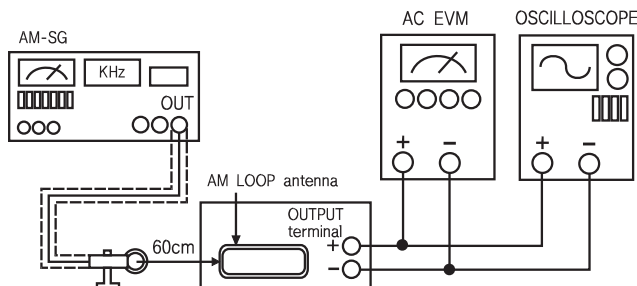 AC EVM
OSCILLOSCOPE
AM-SG
KHz
OUT
+ −
+ −
AM LOOP antenna
OUTPUT
terminal
60cm
+
−